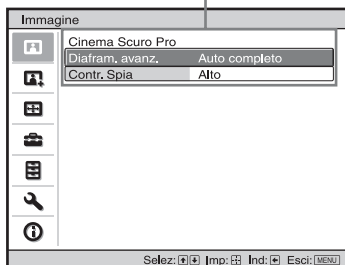 Immagine
Cinema Scuro Pro
Diafram. avanz. Auto completo
Contr. Spia Alto
Selez: Imp: Ind: Esci: MENU